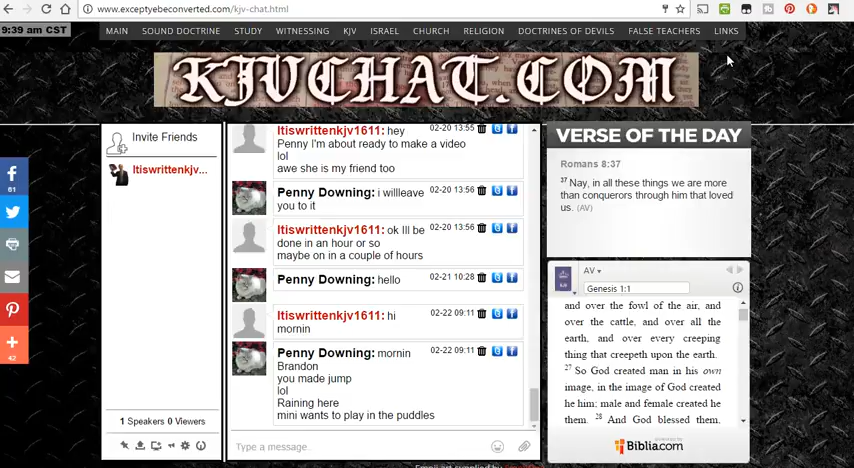 www.exceptyebeconverted.com/kjv-chat.html
9:39 am CST
MAIN SOUND DOCTRINE STUDY WITNESSING KJV ISRAEL CHURCH RELIGION DOCTRINES OF DEVILS FALSE TEACHERS LINKS
KJVCHAT.COM
Invite Friends
Itiswrittenkjv...
1 Speakers 0 Viewers
61
42
Itiswrittenkjv1611: hey 02-20 13:55
Penny I'm about ready to make a video
lol
awe she is my friend too
Penny Downing: i willleave 02-20 13:56
you to it
Itiswrittenkjv1611: ok Ill be 02-20 13:56
done in an hour or so
maybe on in a couple of hours
Penny Downing: hello 02-21 10:28
Itiswrittenkjv1611: hi 02-22 09:11
mornin
Penny Downing: mornin 02-22 09:11
Brandon
you made jump
lol
Raining here
mini wants to play in the puddles
Type a message..
VERSE OF THE DAY
Romans 8:37
37 Nay, in all these things we are more
than conquerors through him that loved
us. (AV)
AV
Genesis 1:1
and over the fowl of the air, and
over the cattle, and over all the
earth, and over every creeping
thing that creepeth upon the earth.
27 So God created man in his own
image, in the image of God created
he him; male and female created he
them. 28 And God blessed them,
Biblia.com
Emoji art supplied by